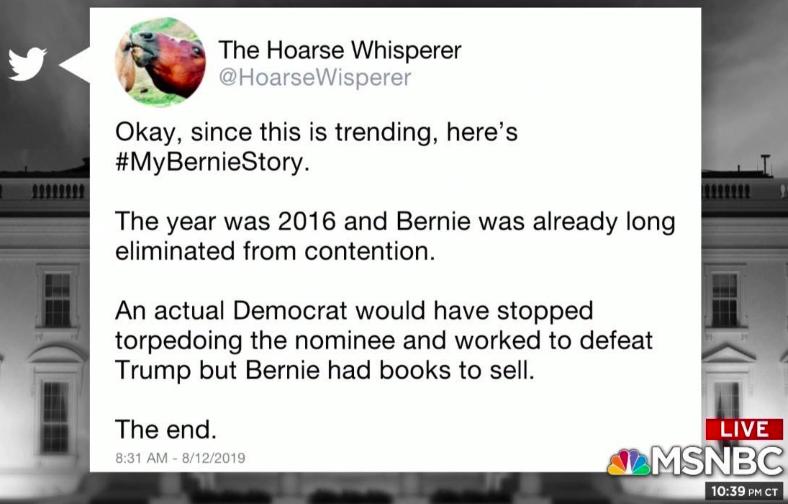 The Hoarse Whisperer
@HoarseWisperer
Okay, since this is trending, here’s
#MyBernieStory.
The year was 2016 and Bernie was already long
eliminated from contention.
An actual Democrat would have stopped
torpedoing the nominee and worked to defeat
Trump but Bernie had books to sell.
The end.
8:31 AM - 8/12/2019
LIVE
MSNBC
10:39 PM CT